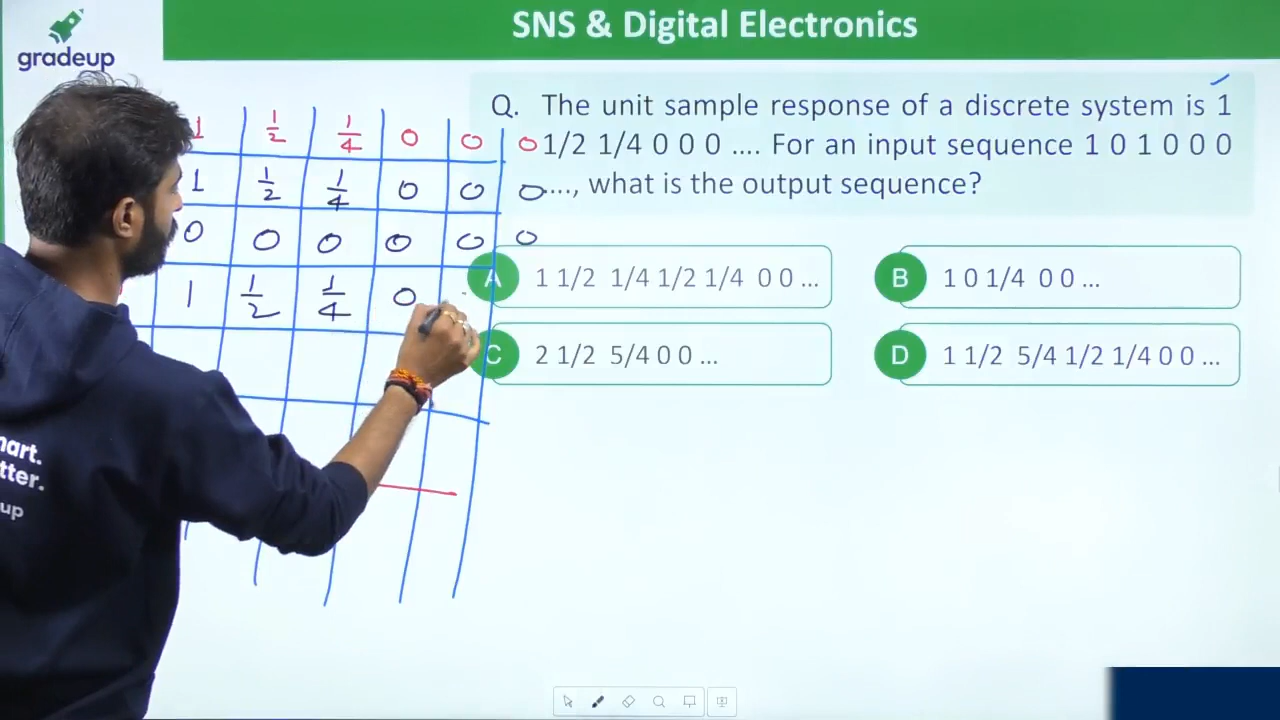 SNS & Digital Electronics
gradeup
Q. The unit sample response of a discrete system is 1
1/2 1/4 0 0 0 .... For an input sequence 1 0 1 0 0 0
...., what is the output sequence?
A 1 1/2 1/4 1/2 1/4 0 0 ...
B 1 0 1/4 0 0 ...
C 2 1/2 5/4 0 0 ...
D 1 1/2 5/4 1/2 1/4 0 0 ...
1 1/2 1/4 0 0 0
1 1/2 1/4 0 0 0
0 0 0 0 0 0
1 1/2 1/4 0
up